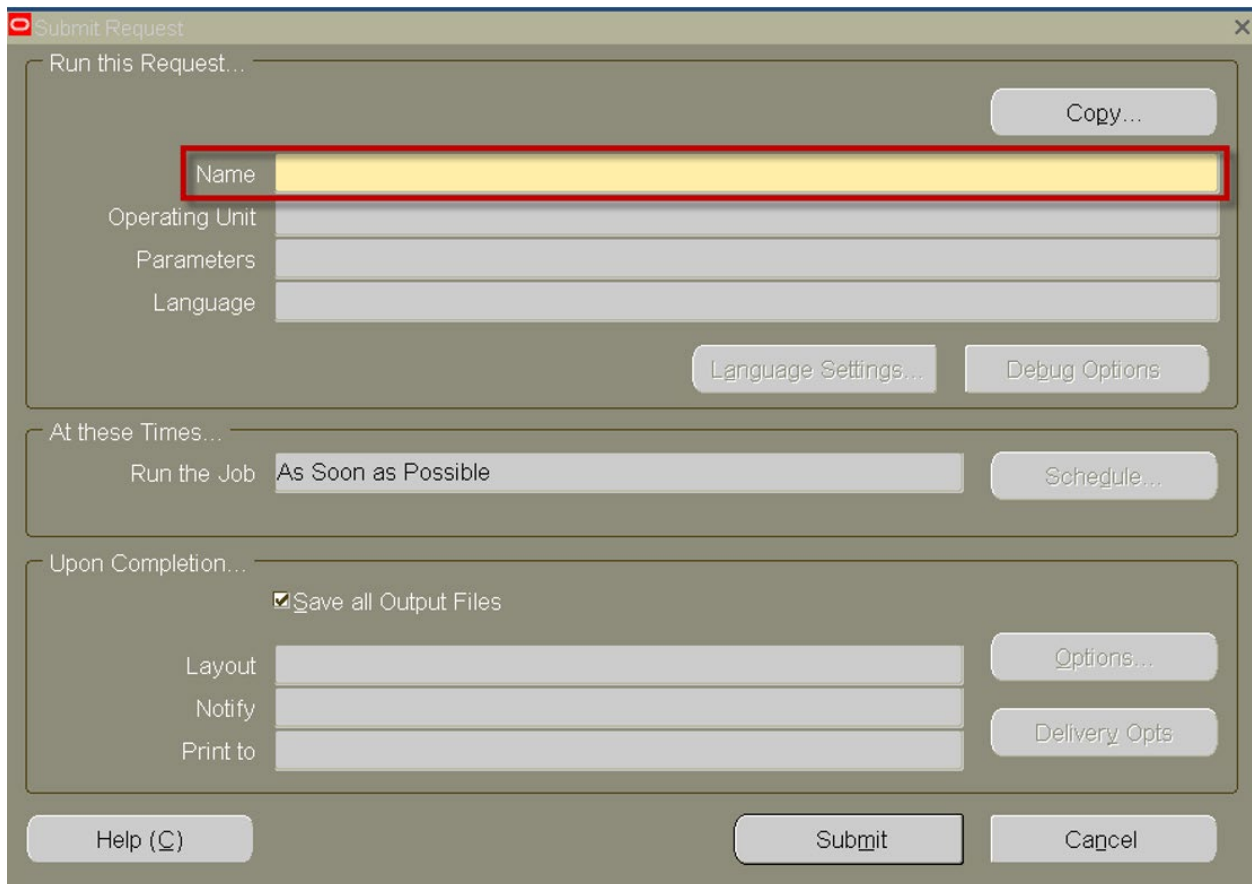 Submit Request
Run this Request...
Copy...
Name
Operating Unit
Parameters
Language
Language Settings...
Debug Options
At these Times...
Run the Job As Soon as Possible
Schedule...
Upon Completion...
Save all Output Files
Layout
Options...
Notify
Delivery Opts
Print to
Help (C)
Submit
Cancel